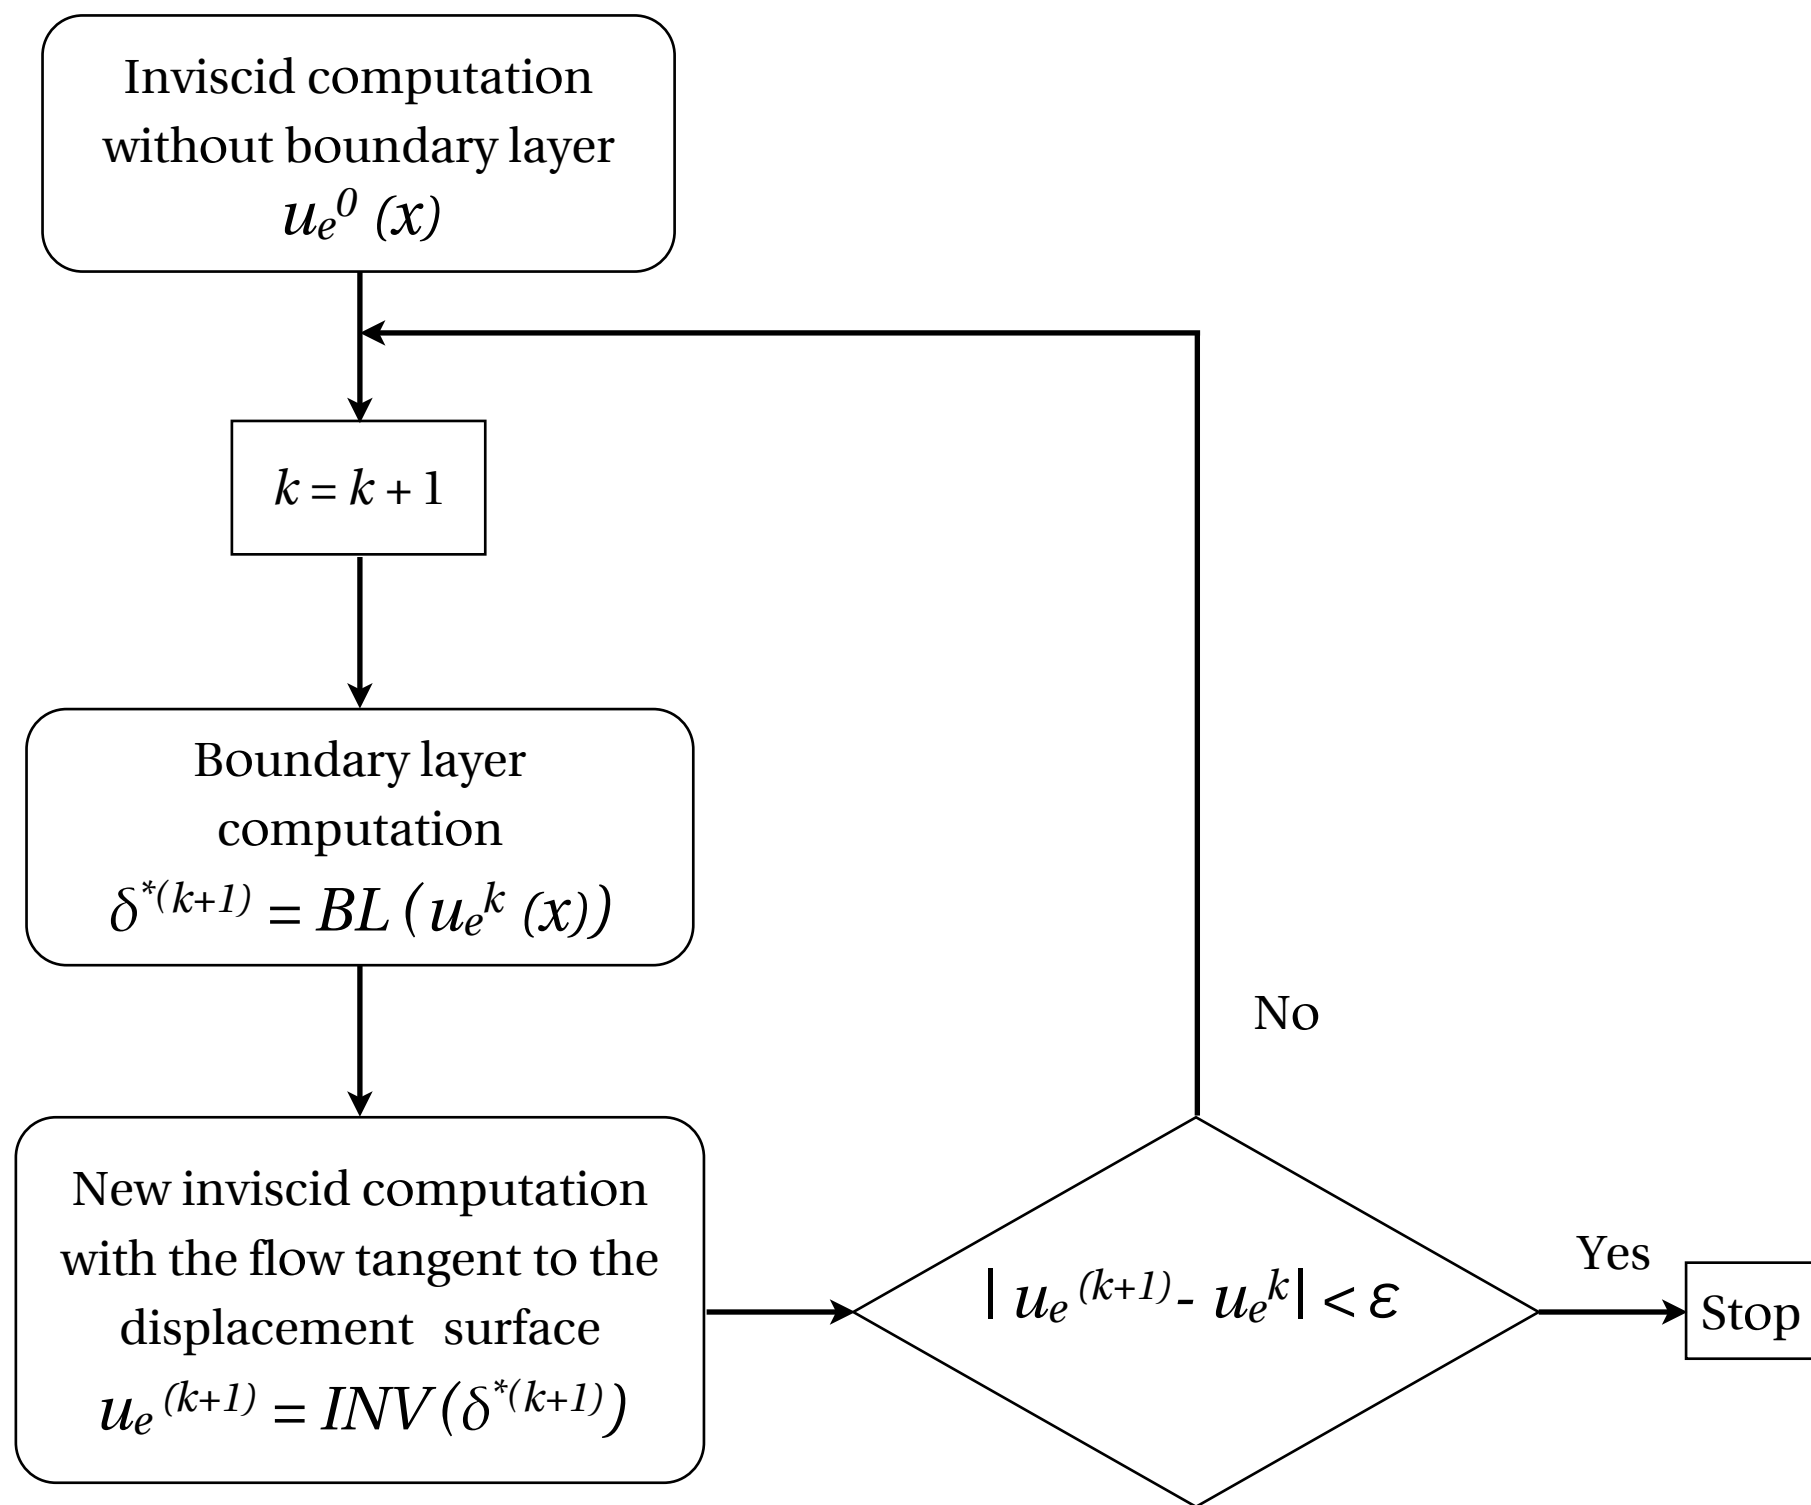 Inviscid computation
without boundary layer
uₑ⁰ (x)
k = k + 1
Boundary layer
computation
δ*⁽ᵏ⁺¹⁾ = BL (uₑᵏ (x))
New inviscid computation
with the flow tangent to the
displacement surface
uₑ⁽ᵏ⁺¹⁾ = INV(δ*⁽ᵏ⁺¹⁾)
No
| uₑ⁽ᵏ⁺¹⁾ - uₑᵏ| < ε
Yes
Stop